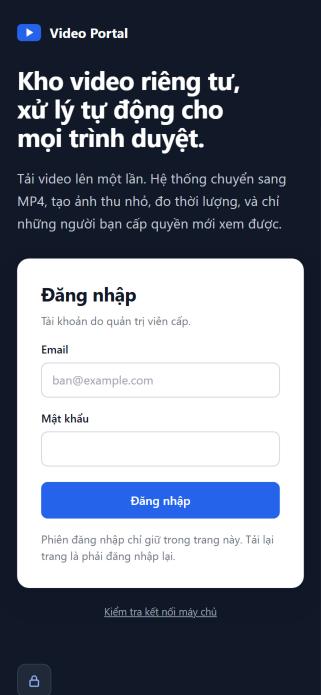 Video Portal
Kho video riêng tư,
xử lý tự động cho
mọi trình duyệt.
Tải video lên một lần. Hệ thống chuyển sang
MP4, tạo ảnh thu nhỏ, đo thời lượng, và chỉ
những người bạn cấp quyền mới xem được.
Đăng nhập
Tài khoản do quản trị viên cấp.
Email
ban@example.com
Mật khẩu
Đăng nhập
Phiên đăng nhập chỉ giữ trong trang này. Tải lại
trang là phải đăng nhập lại.
Kiểm tra kết nối máy chủ